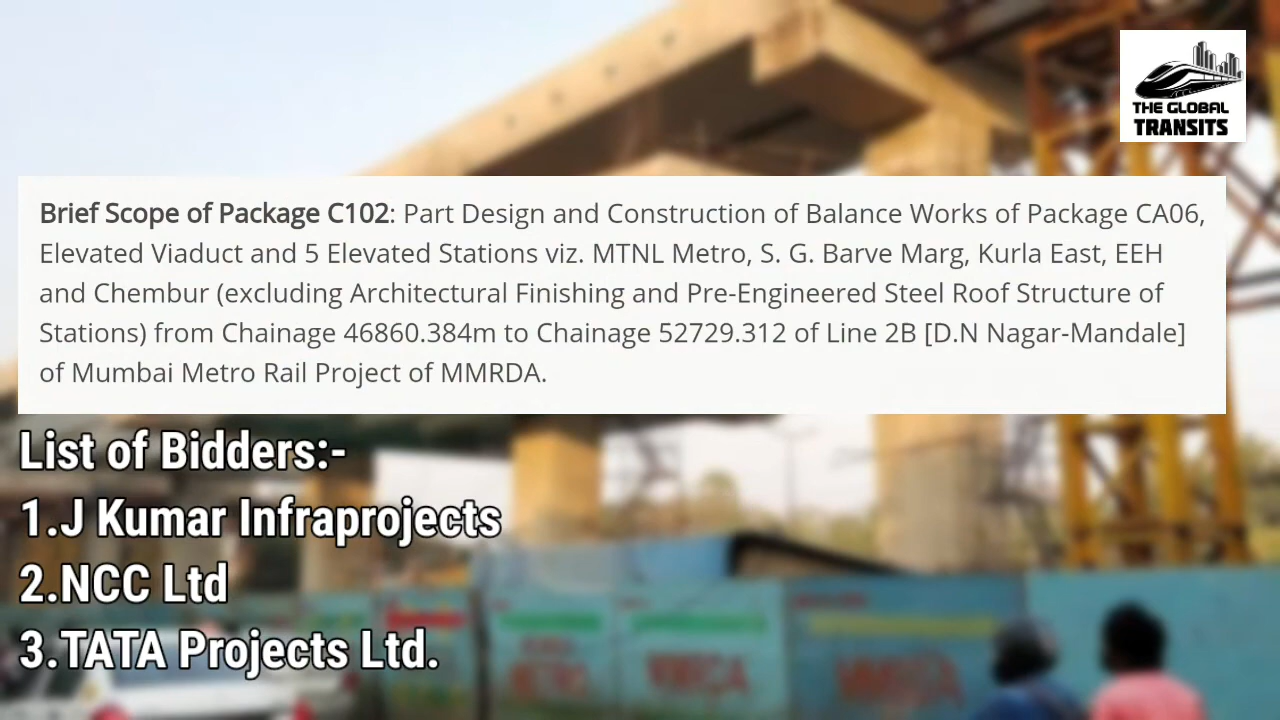 THE GLOBAL
TRANSITS
Brief Scope of Package C102: Part Design and Construction of Balance Works of Package CA06,
Elevated Viaduct and 5 Elevated Stations viz. MTNL Metro, S. G. Barve Marg, Kurla East, EEH
and Chembur (excluding Architectural Finishing and Pre-Engineered Steel Roof Structure of
Stations) from Chainage 46860.384m to Chainage 52729.312 of Line 2B [D.N Nagar-Mandale]
of Mumbai Metro Rail Project of MMRDA.
List of Bidders:-
1.J Kumar Infraprojects
2.NCC Ltd
3.TATA Projects Ltd.